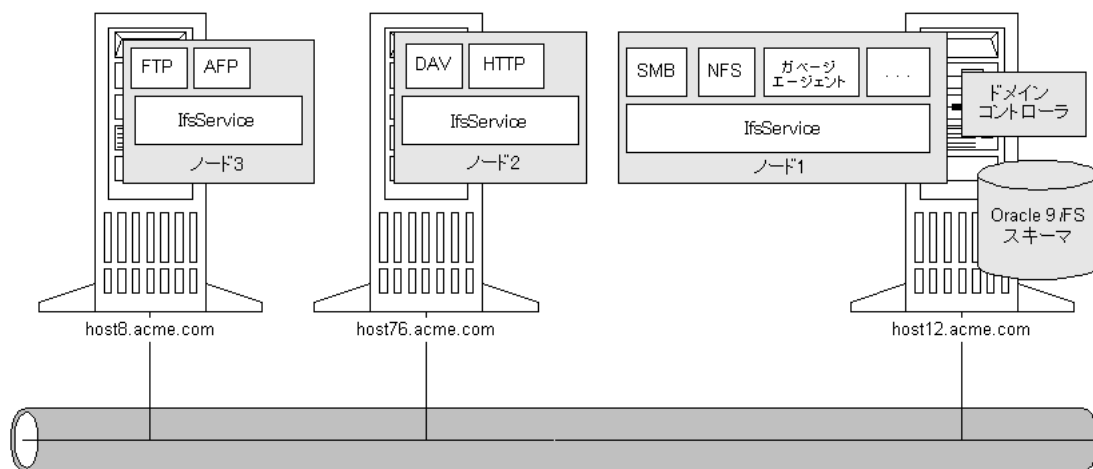 FTP
AFP
IfsService
ノード3
DAV
HTTP
IfsService
ノード2
SMB
NFS
ガベージ
エージェント
. . .
IfsService
ノード1
ドメイン
コントローラ
Oracle 9iFS
スキーマ
host8.acme.com
host76.acme.com
host12.acme.com